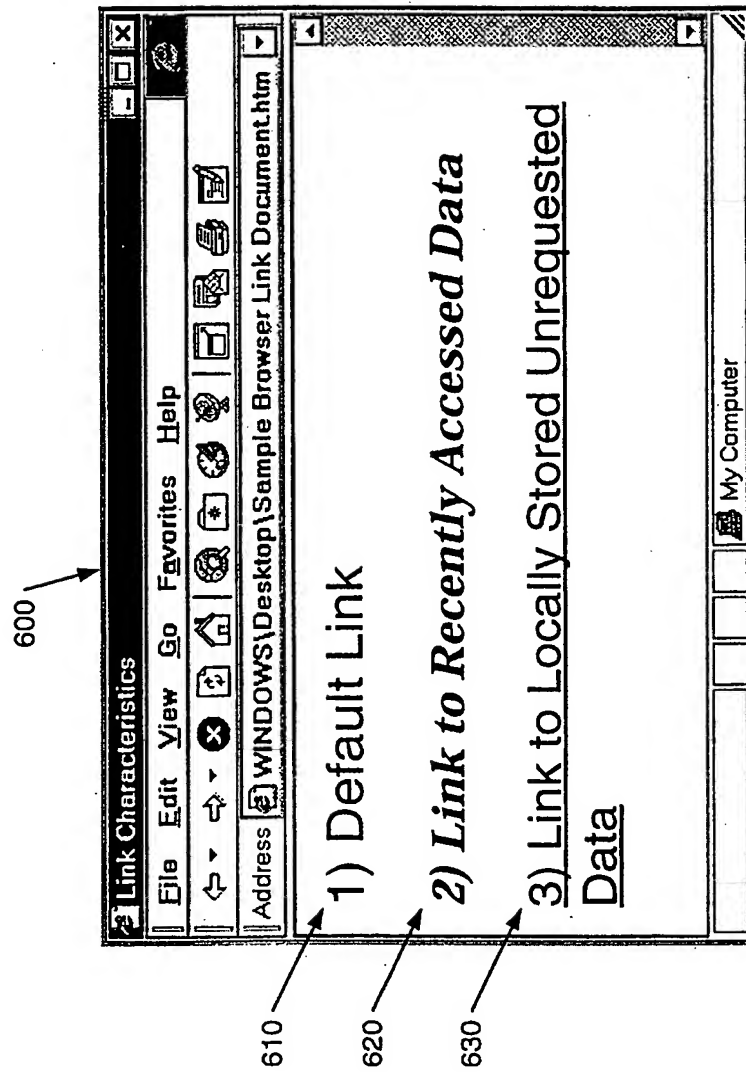 600
Link Characteristics
File Edit View Go Favorites Help
Address WINDOWS\Desktop\Sample Browser Link Document.htm
610
1) Default Link
620
2) Link to Recently Accessed Data
630
3) Link to Locally Stored Unrequested
Data
My Computer